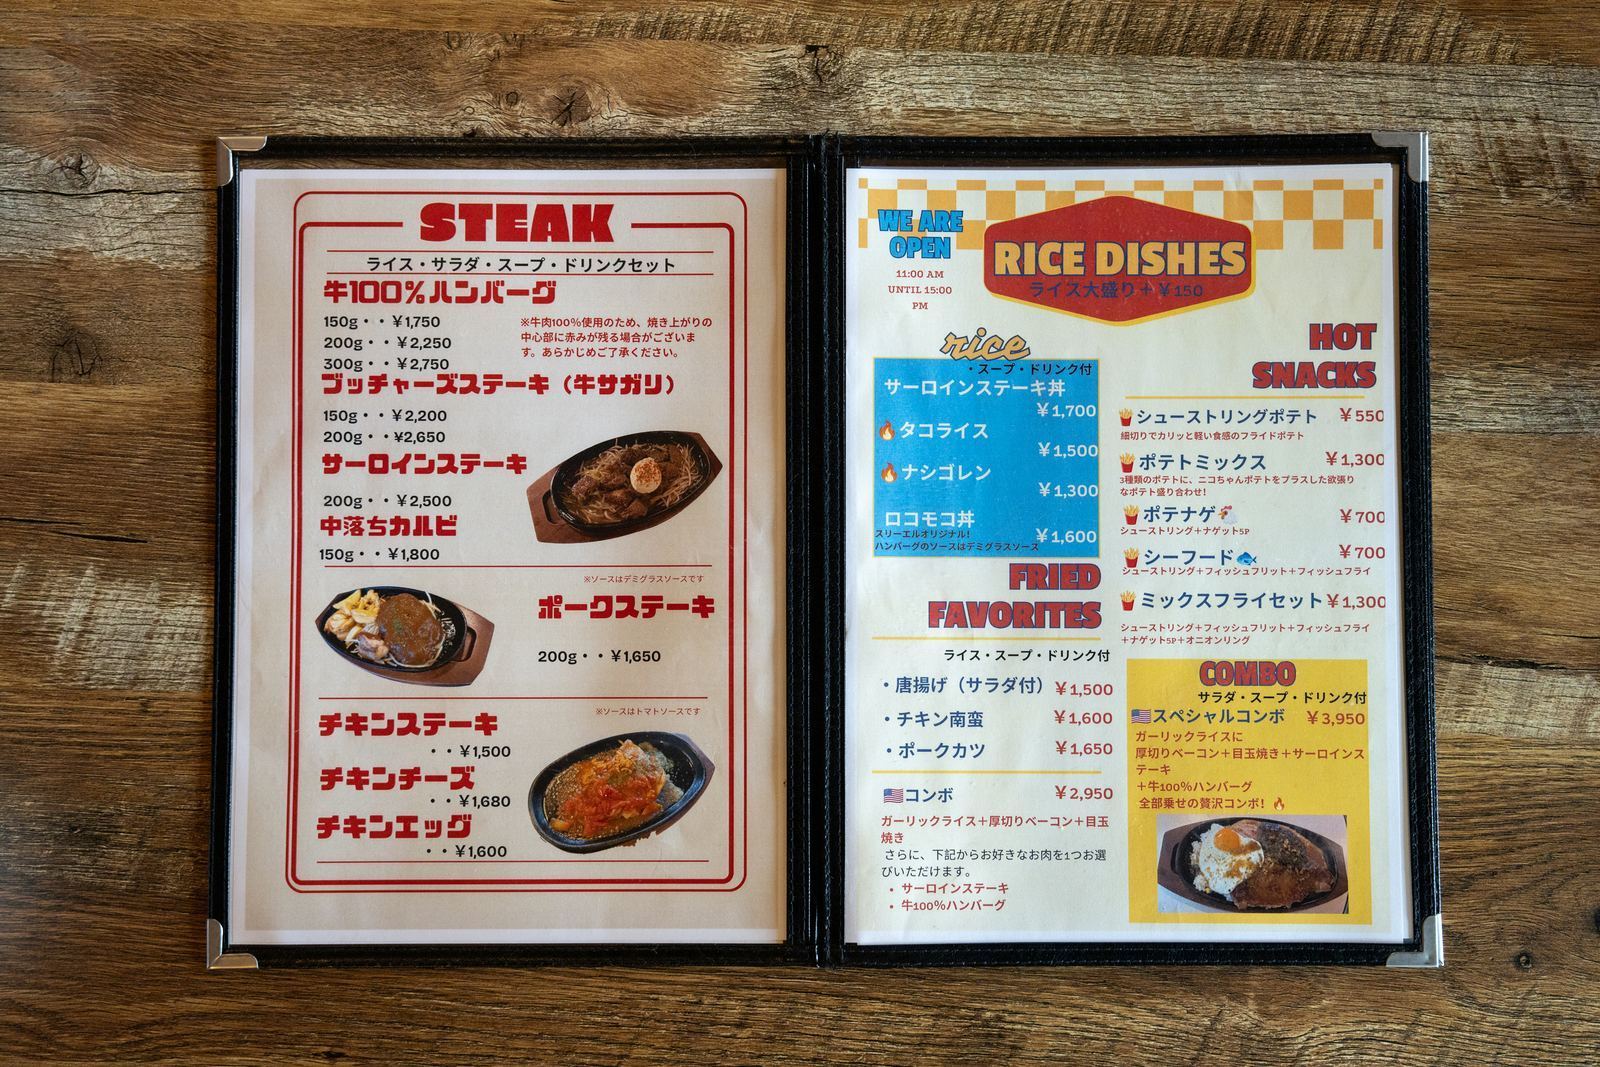 STEAK
ライス・サラダ・スープ・ドリンクセット
牛100%ハンバーグ
150g・・￥1,750
200g・・￥2,250
300g・・￥2,750
※牛肉100%使用のため、焼き上がりの
中心部に赤みが残る場合がございま
す。あらかじめご了承ください。
ブッチャーズステーキ（牛サガリ）
150g・・￥2,200
200g・・¥2,650
サーロインステーキ
200g・・￥2,500
中落ちカルビ
150g・・￥1,800
※ソースはデミグラスソースです
ポークステーキ
200g・・￥1,650
※ソースはトマトソースです
チキンステーキ
・・￥1,500
チキンチーズ
・・￥1,680
チキンエッグ
・・￥1,600
WE ARE
OPEN
11:00 AM
UNTIL 15:00
PM
RICE DISHES
ライス大盛り＋￥150
rice
・スープ・ドリンク付
サーロインステーキ丼
￥1,700
🔥タコライス
￥1,500
🔥ナシゴレン
￥1,300
ロコモコ丼
スリーエルオリジナル！
￥1,600
ハンバーグのソースはデミグラスソース
FRIED
FAVORITES
ライス・スープ・ドリンク付
・唐揚げ（サラダ付） ￥1,500
・チキン南蛮 ￥1,600
・ポークカツ ￥1,650
🇺🇸コンボ ￥2,950
ガーリックライス＋厚切りベーコン＋目玉
焼き
さらに、下記からお好きなお肉を1つお選
びいただけます。
• サーロインステーキ
• 牛100%ハンバーグ
HOT
SNACKS
🍟シューストリングポテト ￥550
細切りでカリッと軽い食感のフライドポテト
🍟ポテトミックス ￥1,300
3種類のポテトに、ニコちゃんポテトをプラスした欲張り
なポテト盛り合わせ！
🍟ポテナゲ🐔 ￥700
シューストリング＋ナゲット5P
🍟シーフード🐟 ￥700
シューストリング＋フィッシュフリット＋フィッシュフライ
🍟ミックスフライセット ￥1,300
シューストリング＋フィッシュフリット＋フィッシュフライ
＋ナゲット5P＋オニオンリング
COMBO
サラダ・スープ・ドリンク付
🇺🇸スペシャルコンボ ￥3,950
ガーリックライスに
厚切りベーコン＋目玉焼き＋サーロインス
テーキ
＋牛100%ハンバーグ
全部乗せの贅沢コンボ！🔥